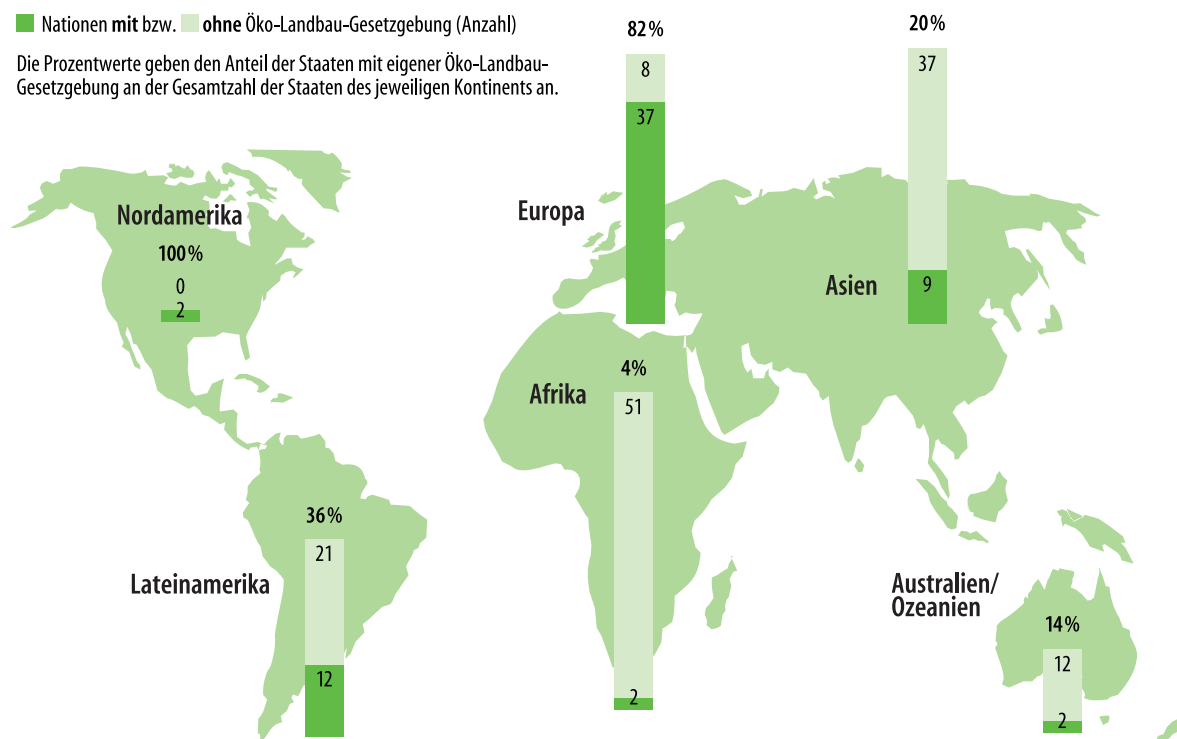 Nationen mit bzw. ohne Öko-Landbau-Gesetzgebung (Anzahl)
Die Prozentwerte geben den Anteil der Staaten mit eigener Öko-Landbau-
Gesetzgebung an der Gesamtzahl der Staaten des jeweiligen Kontinents an.
Nordamerika
100%
0
2
Lateinamerika
36%
21
12
Europa
82%
8
37
Afrika
4%
51
2
Asien
20%
37
9
Australien/
Ozeanien
14%
12
2